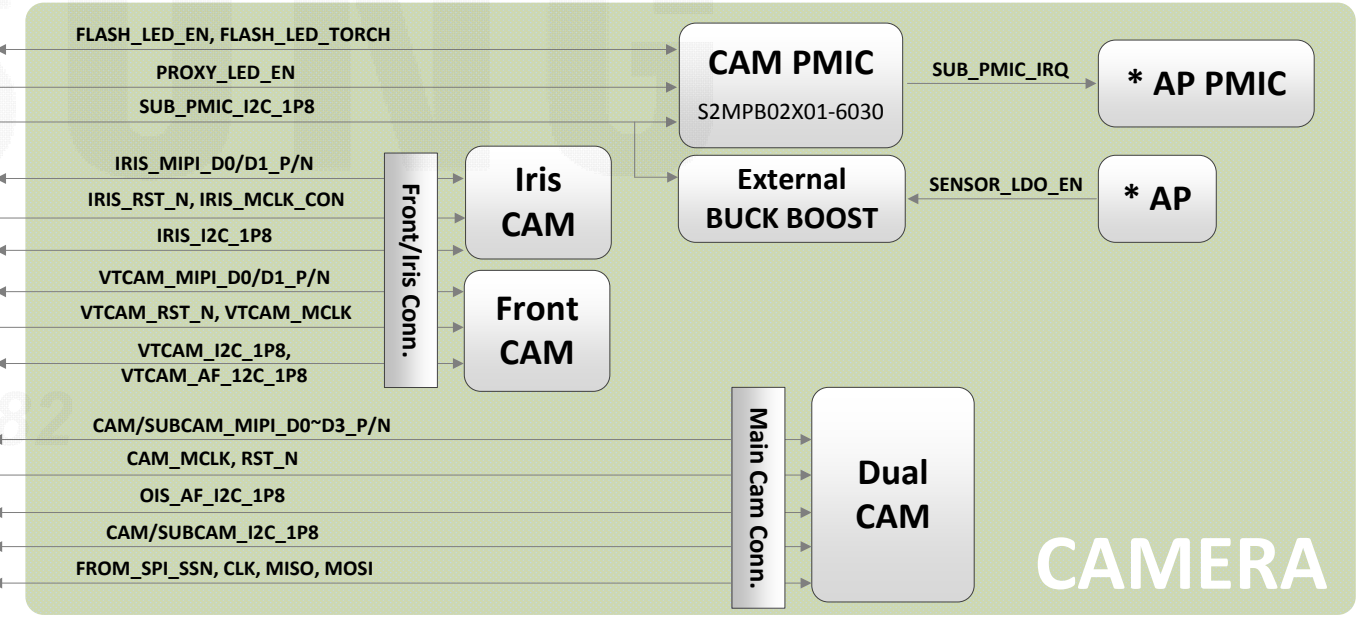 FLASH_LED_EN, FLASH_LED_TORCH
PROXY_LED_EN
SUB_PMIC_I2C_1P8
CAM PMIC
S2MPB02X01-6030
SUB_PMIC_IRQ
* AP PMIC
External
BUCK BOOST
SENSOR_LDO_EN
* AP
IRIS_MIPI_D0/D1_P/N
IRIS_RST_N, IRIS_MCLK_CON
IRIS_I2C_1P8
VTCAM_MIPI_D0/D1_P/N
VTCAM_RST_N, VTCAM_MCLK
VTCAM_I2C_1P8,
VTCAM_AF_12C_1P8
Front/Iris Conn.
Iris
CAM
Front
CAM
CAM/SUBCAM_MIPI_D0~D3_P/N
CAM_MCLK, RST_N
OIS_AF_I2C_1P8
CAM/SUBCAM_I2C_1P8
FROM_SPI_SSN, CLK, MISO, MOSI
Main Cam Conn.
Dual
CAM
CAMERA
82